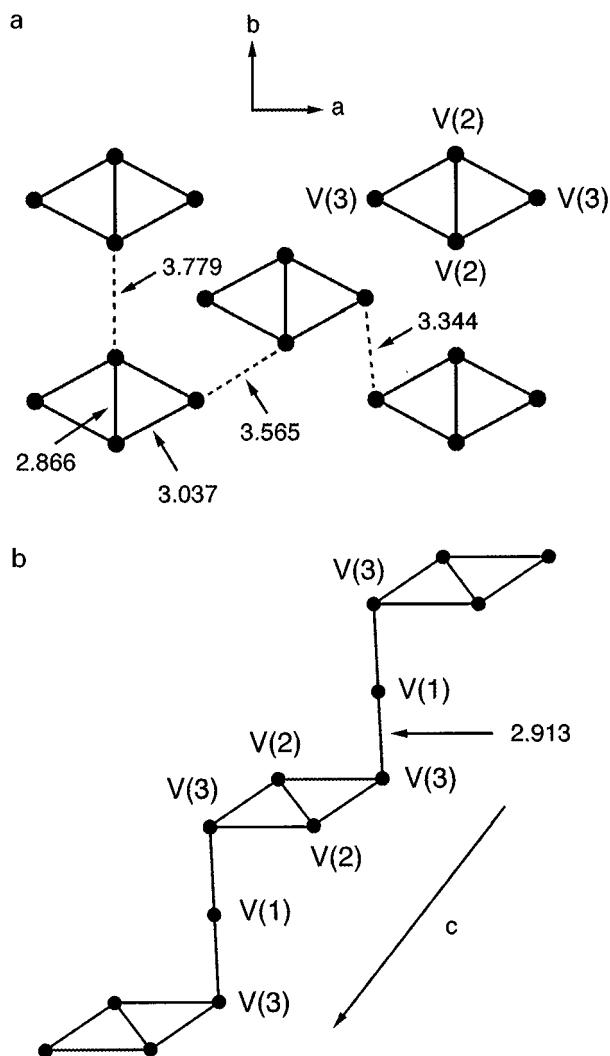 a
b
a
V(2)
V(3)
V(3)
V(2)
3.779
3.344
3.565
2.866
3.037
b
V(3)
V(1)
2.913
V(2)
V(3)
V(3)
V(2)
V(1)
c
V(3)